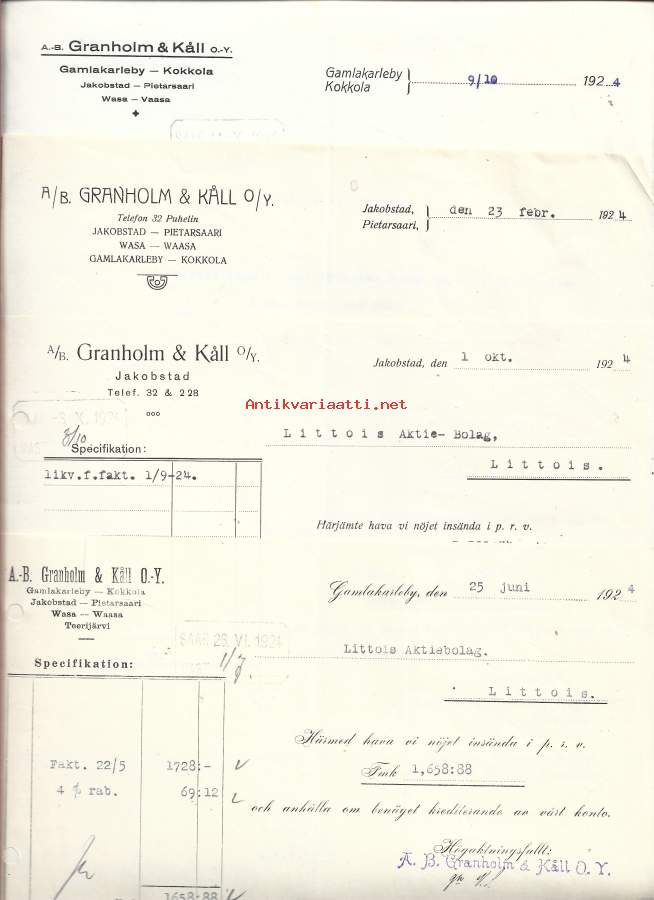 A.-B. Granholm & Kåll O.-Y.
Gamlakarleby — Kokkola
Jakobstad — Pietarsaari
Wasa — Vaasa
Gamlakarleby
Kokkola
9/10 1924
A/B. GRANHOLM & KÅLL O/Y.
Telefon 32 Puhelin
JAKOBSTAD — PIETARSAARI
WASA — WAASA
GAMLAKARLEBY — KOKKOLA
Jakobstad,
Pietarsaari,
den 23 febr. 1924
A/B. Granholm & Kåll O/Y.
Jakobstad
Telef. 32 & 228
Jakobstad, den 1 okt. 1924
Antikvariaatti.net
Littois Aktie-Bolag,
Littois.
Specifikation:
likv.f.fakt. 1/9-24.
Härjämte hava vi nöjet insända i p. r. v.
A.-B. Granholm & Kåll O.-Y.
Gamlakarleby — Kokkola
Jakobstad — Pietarsaari
Wasa — Waasa
Teerijärvi
Gamlakarleby, den 25 juni 1924
SAAP. 26. VI. 1924
1/7
Littois Aktiebolag.
Littois.
Specifikation:
Fakt. 22/5 1728:-
4 % rab. 69:12
1658:88
Härmed hava vi nöjet insända i p. r. v.
Fmk 1,658:88
och anhålla om benäget krediterande av vårt konto.
Högaktningsfullt:
A. B. Granholm & Kåll O. Y.